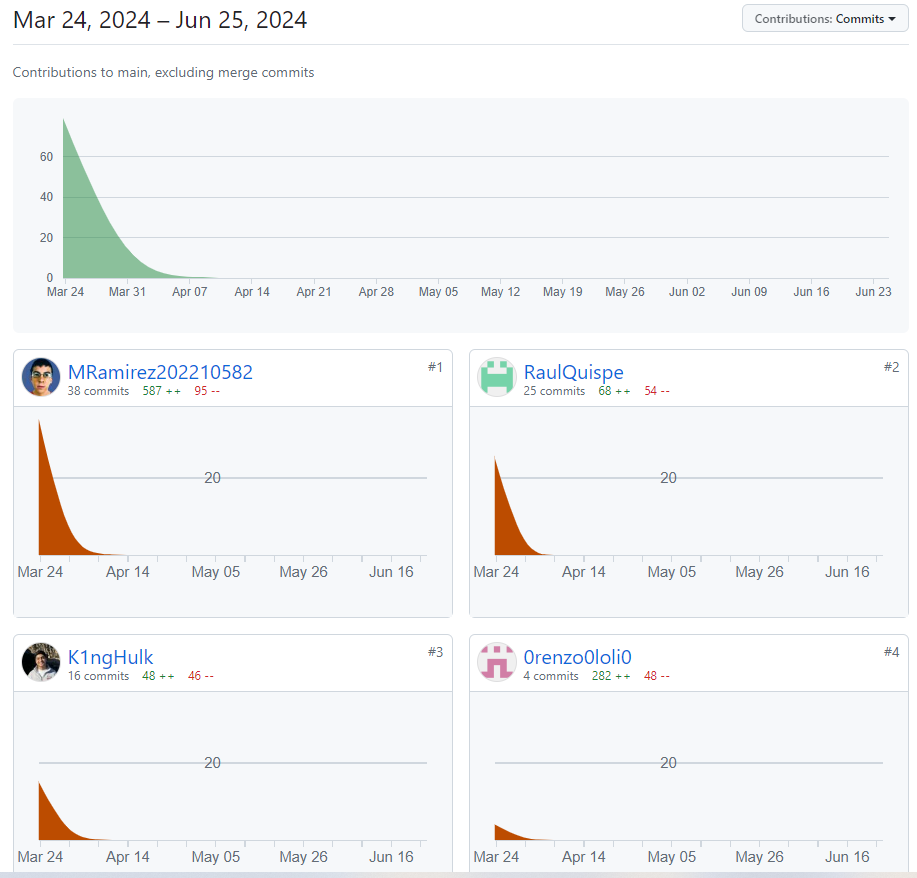 Mar 24, 2024 – Jun 25, 2024
Contributions: Commits
Contributions to main, excluding merge commits
60
40
20
0
Mar 24 Mar 31 Apr 07 Apr 14 Apr 21 Apr 28 May 05 May 12 May 19 May 26 Jun 02 Jun 09 Jun 16 Jun 23
MRamirez202210582 #1
38 commits 587 ++ 95 --
20
Mar 24 Apr 14 May 05 May 26 Jun 16
RaulQuispe #2
25 commits 68 ++ 54 --
20
Mar 24 Apr 14 May 05 May 26 Jun 16
K1ngHulk #3
16 commits 48 ++ 46 --
20
Mar 24 Apr 14 May 05 May 26 Jun 16
0renzo0loli0 #4
4 commits 282 ++ 48 --
20
Mar 24 Apr 14 May 05 May 26 Jun 16